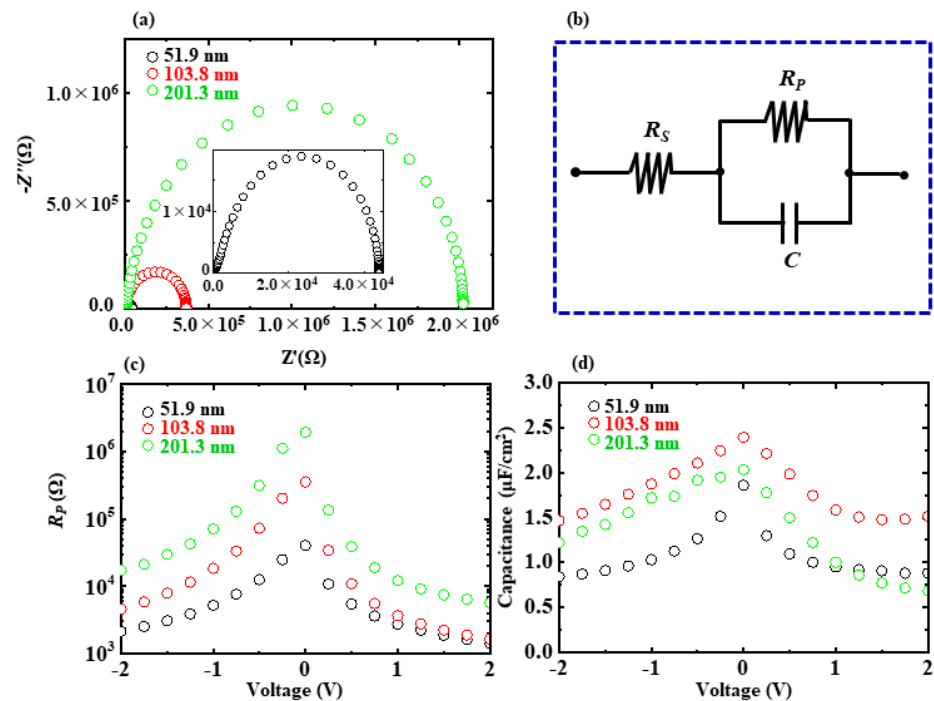 (a)
51.9 nm
103.8 nm
201.3 nm
-Z''(Ω)
1.0×10⁶
5.0×10⁵
0.0
1×10⁴
0
0.0 2.0×10⁴ 4.0×10⁴
0.0 5.0×10⁵ 1.0×10⁶ 1.5×10⁶ 2.0×10⁶
Z'(Ω)
(b)
R_S
R_P
C
(c)
51.9 nm
103.8 nm
201.3 nm
R_P (Ω)
10⁷
10⁶
10⁵
10⁴
10³
-2 -1 0 1 2
Voltage (V)
(d)
51.9 nm
103.8 nm
201.3 nm
Capacitance (μF/cm²)
3.0
2.5
2.0
1.5
1.0
0.5
0.0
-2 -1 0 1 2
Voltage (V)